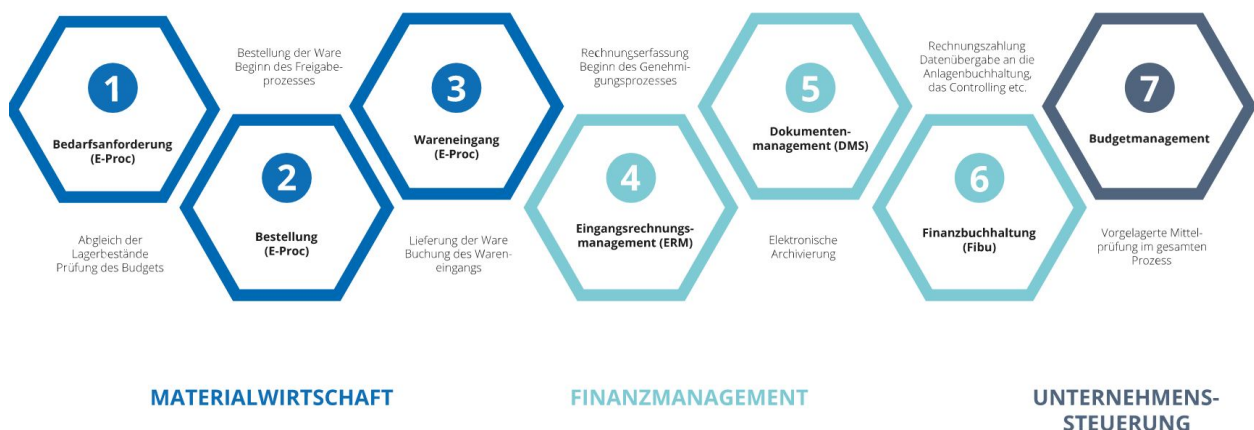 1
Bedarfsanforderung
(E-Proc)
Abgleich der
Lagerbestände
Prüfung des Budgets
Bestellung der Ware
Beginn des Freigabe-
prozesses
2
Bestellung
(E-Proc)
3
Wareneingang
(E-Proc)
Lieferung der Ware
Buchung des Waren-
eingangs
Rechnungserfassung
Beginn des Genehmi-
gungsprozesses
4
Eingangsrechnungs-
management (ERM)
5
Dokumenten-
management (DMS)
Elektronische
Archivierung
Rechnungszahlung
Datenübergabe an die
Anlagenbuchhaltung,
das Controlling etc.
6
Finanzbuchhaltung
(Fibu)
7
Budgetmanagement
Vorgelagerte Mittel-
prüfung im gesamten
Prozess
MATERIALWIRTSCHAFT
FINANZMANAGEMENT
UNTERNEHMENS-
STEUERUNG